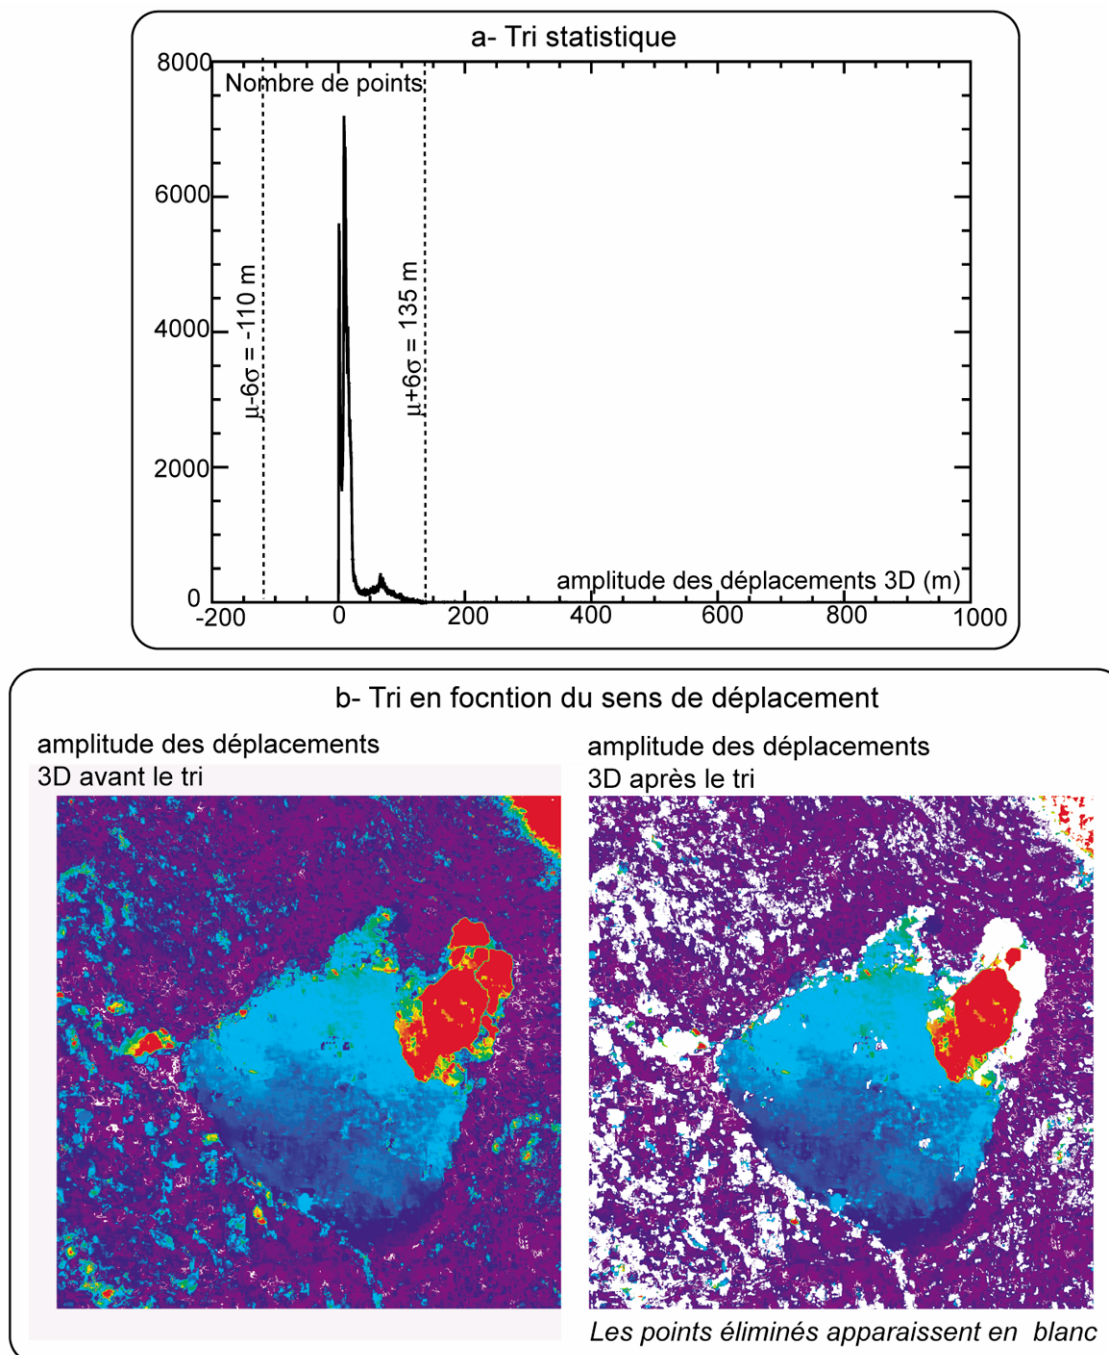 a- Tri statistique
8000
Nombre de points
6000
4000
2000
0
μ-6σ = -110 m
μ+6σ = 135 m
amplitude des déplacements 3D (m)
-200
0
200
400
600
800
1000
b- Tri en focntion du sens de déplacement
amplitude des déplacements
3D avant le tri
amplitude des déplacements
3D après le tri
Les points éliminés apparaissent en blanc